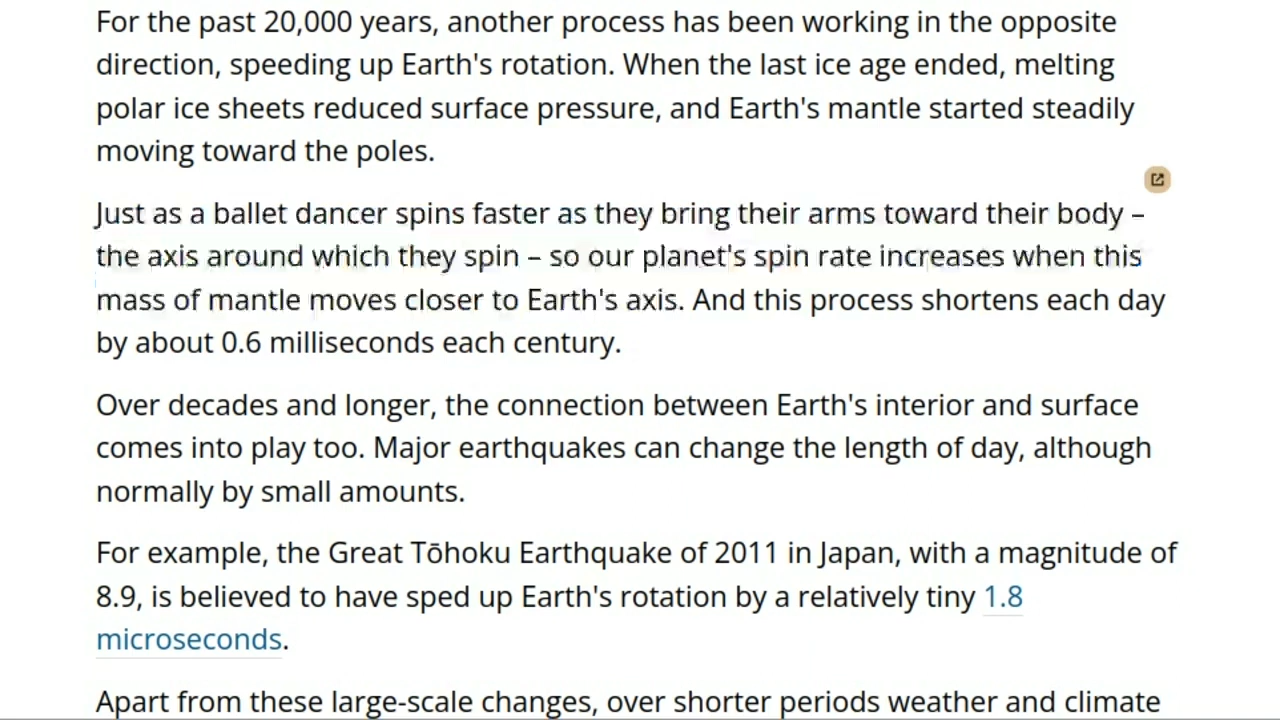 For the past 20,000 years, another process has been working in the opposite
direction, speeding up Earth's rotation. When the last ice age ended, melting
polar ice sheets reduced surface pressure, and Earth's mantle started steadily
moving toward the poles.
Just as a ballet dancer spins faster as they bring their arms toward their body –
the axis around which they spin – so our planet's spin rate increases when this
mass of mantle moves closer to Earth's axis. And this process shortens each day
by about 0.6 milliseconds each century.
Over decades and longer, the connection between Earth's interior and surface
comes into play too. Major earthquakes can change the length of day, although
normally by small amounts.
For example, the Great Tōhoku Earthquake of 2011 in Japan, with a magnitude of
8.9, is believed to have sped up Earth's rotation by a relatively tiny 1.8
microseconds.
Apart from these large-scale changes, over shorter periods weather and climate